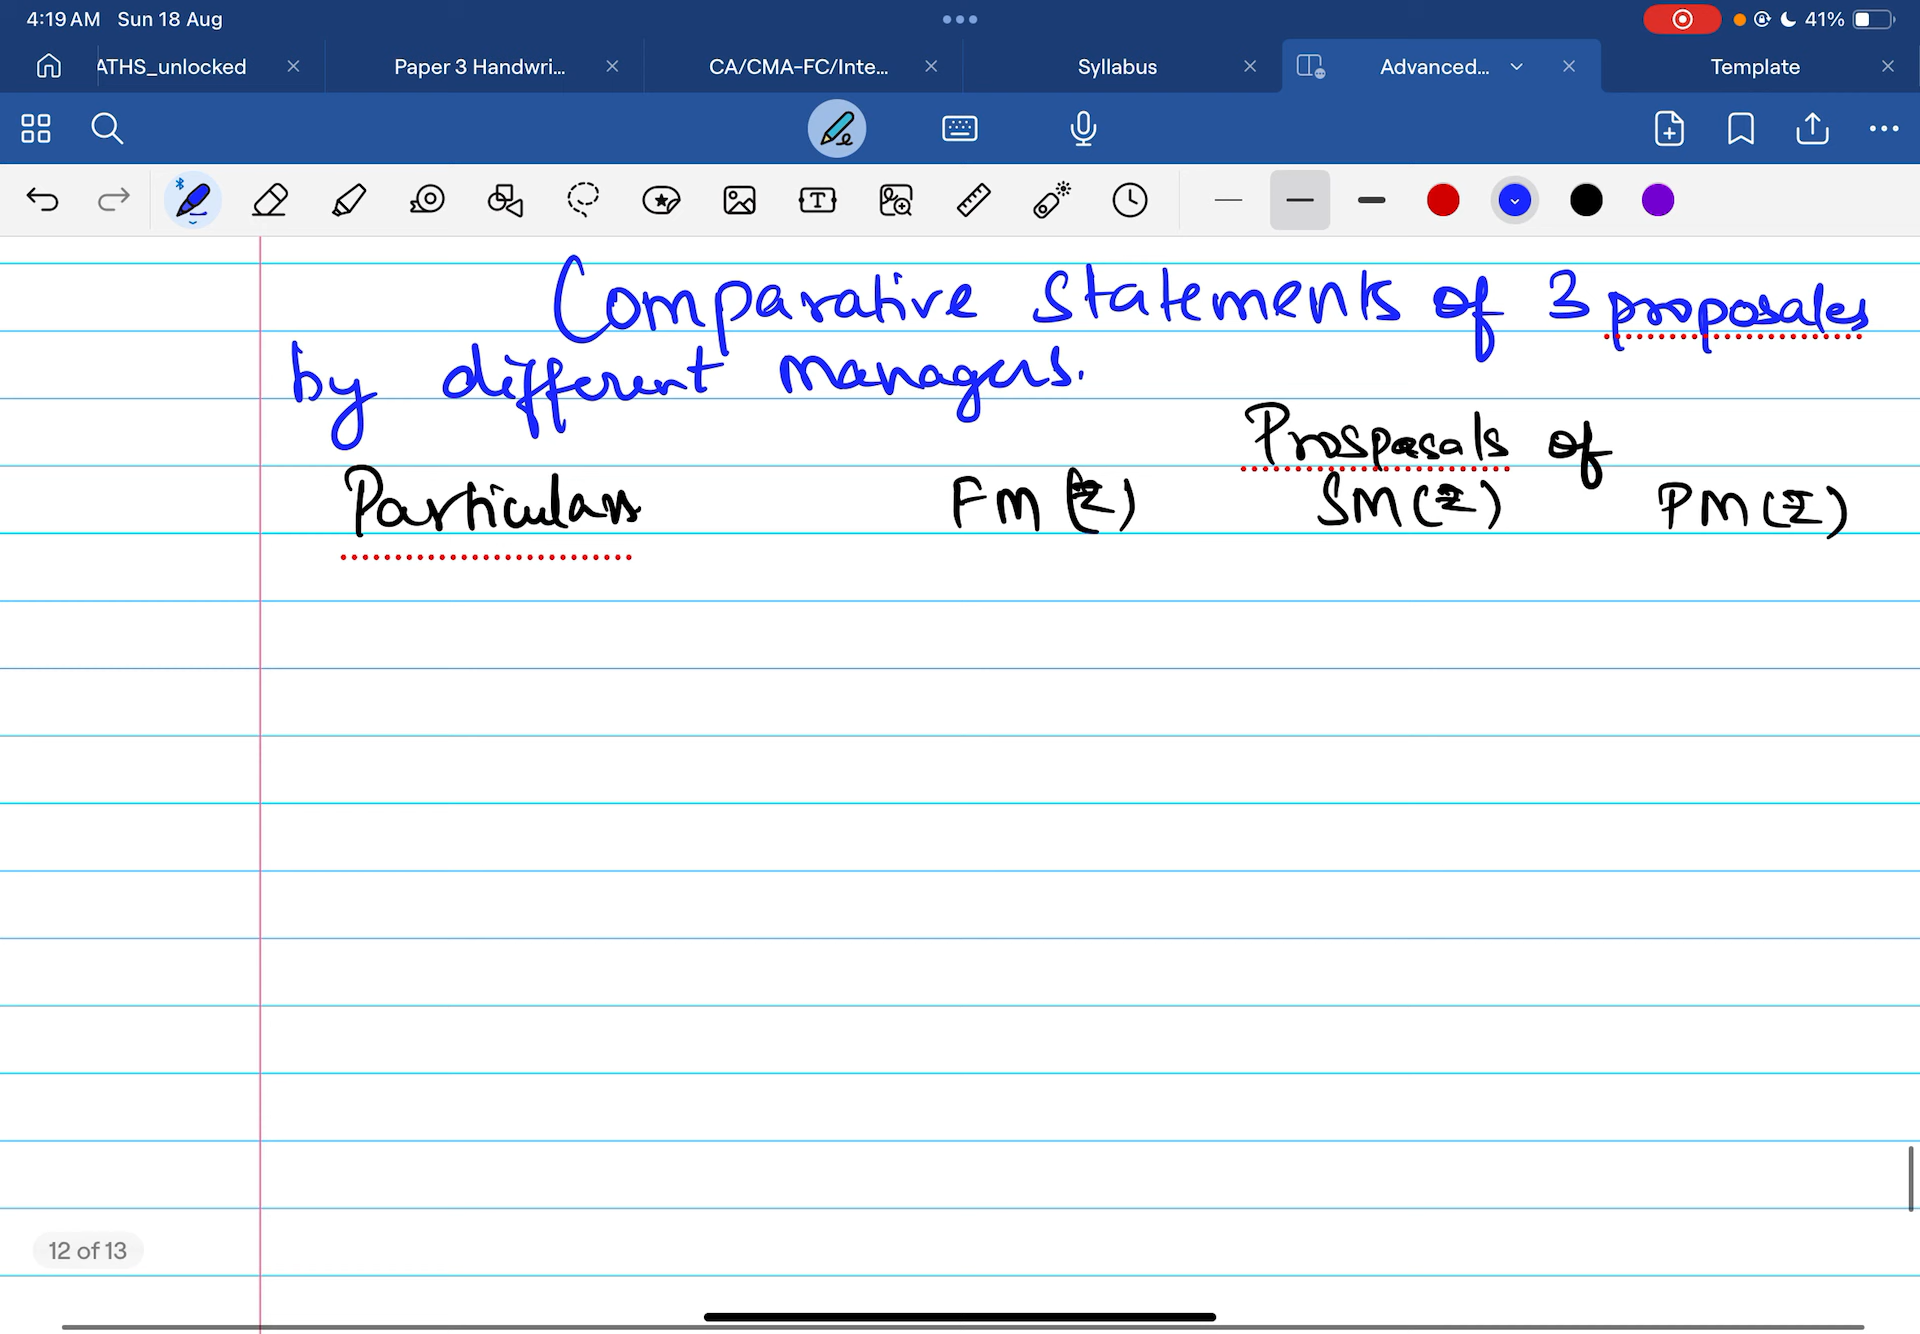 4:19 AM Sun 18 Aug
41%
ATHS_unlocked
Paper 3 Handwri...
CA/CMA-FC/Inte...
Syllabus
Advanced...
Template
Comparative Statements of 3 proposales
by different managers.
Prosposals of
Particulars FM (₹) SM (₹) PM (₹)
12 of 13